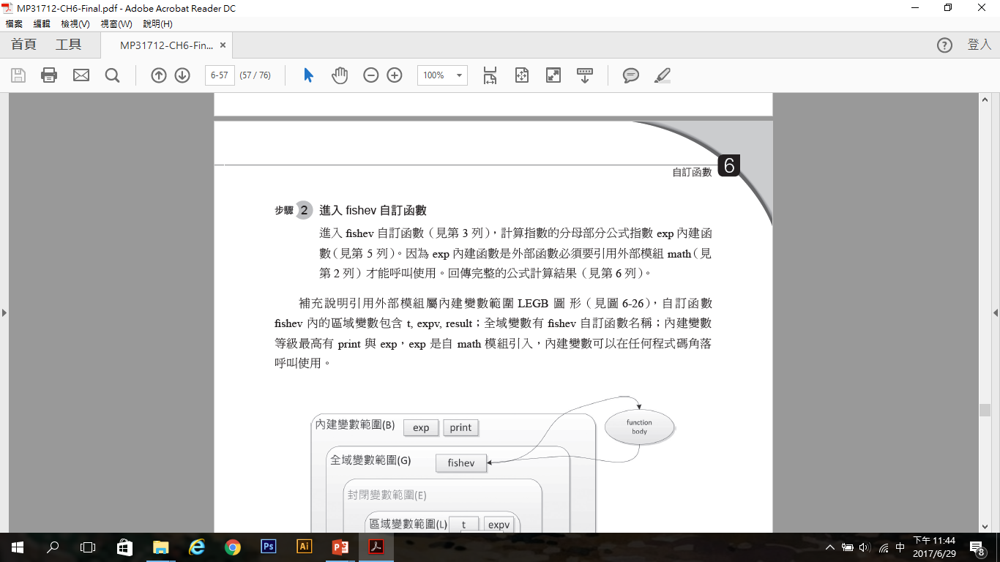 MP31712-CH6-Final.pdf - Adobe Acrobat Reader DC
檔案 編輯 檢視(V) 視窗(W) 說明(H)
首頁 工具 MP31712-CH6-Fin... × 登入
6-57 (57 / 76) 100%
自訂函數 6
步驟 2 進入 fishev 自訂函數
進入 fishev 自訂函數（見第 3 列），計算指數的分母部分公式指數 exp 內建函
數（見第 5 列）。因為 exp 內建函數是外部函數必須要引用外部模組 math（見
第 2 列）才能呼叫使用。回傳完整的公式計算結果（見第 6 列）。
補充說明引用外部模組屬內建變數範圍 LEGB 圖 形（見圖 6-26），自訂函數
fishev 內的區域變數包含 t, expv, result；全域變數有 fishev 自訂函數名稱；內建變數
等級最高有 print 與 exp，exp 是自 math 模組引入，內建變數可以在任何程式碼角落
呼叫使用。
function
body
內建變數範圍(B) exp print
全域變數範圍(G) fishev
封閉變數範圍(E)
區域變數範圍(L) t expv
Ps Ai 中 下午 11:44
2017/6/29 8